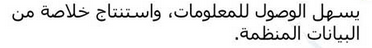 يسهل الوصول للمعلومات، واستنتاج خلاصة من
البيانات المنظمة.